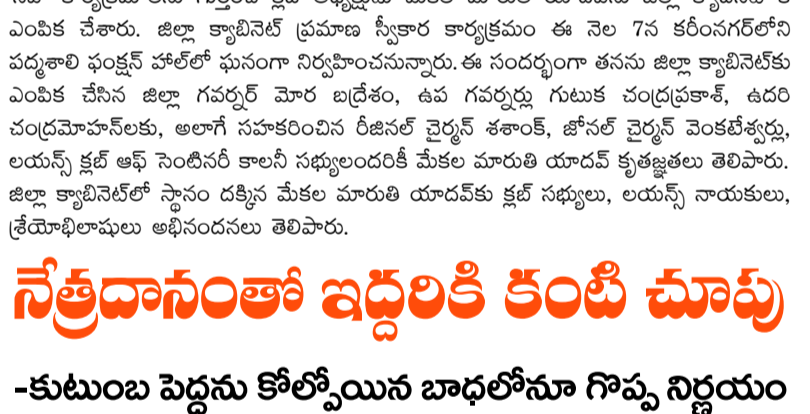 ఎంపిక చేశారు. జిల్లా క్యాబినెట్ ప్రమాణ స్వీకార కార్యక్రమం ఈ నెల 7న కరీంనగర్‌లోని
పద్మశాలి ఫంక్షన్ హాల్‌లో ఘనంగా నిర్వహించనున్నారు.ఈ సందర్భంగా తనను జిల్లా క్యాబినెట్‌కు
ఎంపిక చేసిన జిల్లా గవర్నర్ మోర బద్రేశం, ఉప గవర్నర్లు గుటుక చంద్రప్రకాశ్, ఉదరి
చంద్రమోహన్‌లకు, అలాగే సహకరించిన రీజినల్ చైర్మన్ శశాంక్, జోనల్ చైర్మన్ వెంకటేశ్వర్లు,
లయన్స్ క్లబ్ ఆఫ్ సెంటినరీ కాలనీ సభ్యులందరికీ మేకల మారుతి యాదవ్ కృతజ్ఞతలు తెలిపారు.
జిల్లా క్యాబినెట్‌లో స్థానం దక్కిన మేకల మారుతి యాదవ్‌కు క్లబ్ సభ్యులు, లయన్స్ నాయకులు,
శ్రేయోభిలాషులు అభినందనలు తెలిపారు.
నేత్రదానంతో ఇద్దరికి కంటి చూపు
-కుటుంబ పెద్దను కోల్పోయిన బాధలోనూ గొప్ప నిర్ణయం